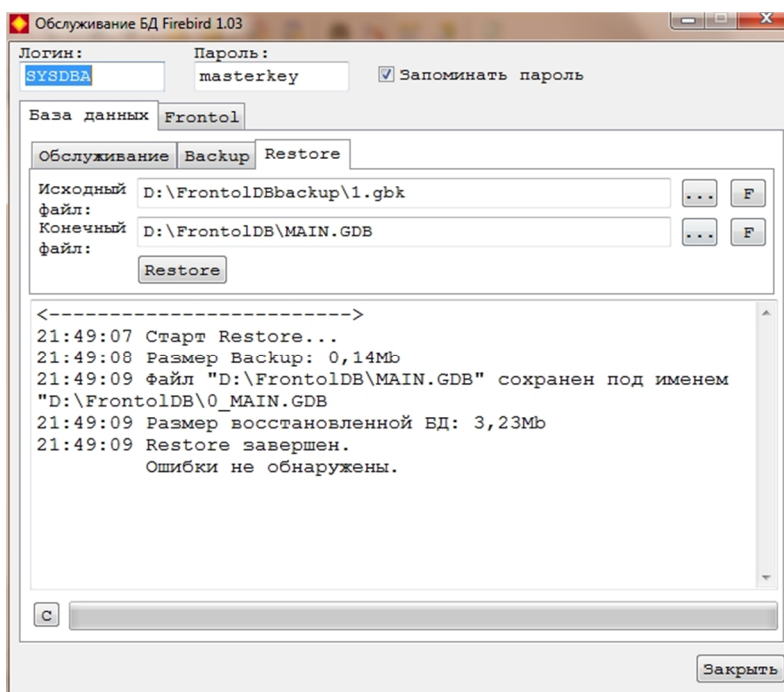 Обслуживание БД Firebird 1.03
Логин:
Пароль:
SYSDBA
masterkey
Запоминать пароль
База данных
Frontol
Обслуживание
Backup
Restore
Исходный
файл:
D:\FrontolDBbackup\1.gbk
...
F
Конечный
файл:
D:\FrontolDB\MAIN.GDB
...
F
Restore
<------------------------->
21:49:07 Старт Restore...
21:49:08 Размер Backup: 0,14Mb
21:49:09 Файл "D:\FrontolDB\MAIN.GDB" сохранен под именем
"D:\FrontolDB\0_MAIN.GDB
21:49:09 Размер восстановленной БД: 3,23Mb
21:49:09 Restore завершен.
Ошибки не обнаружены.
C
Закрыть